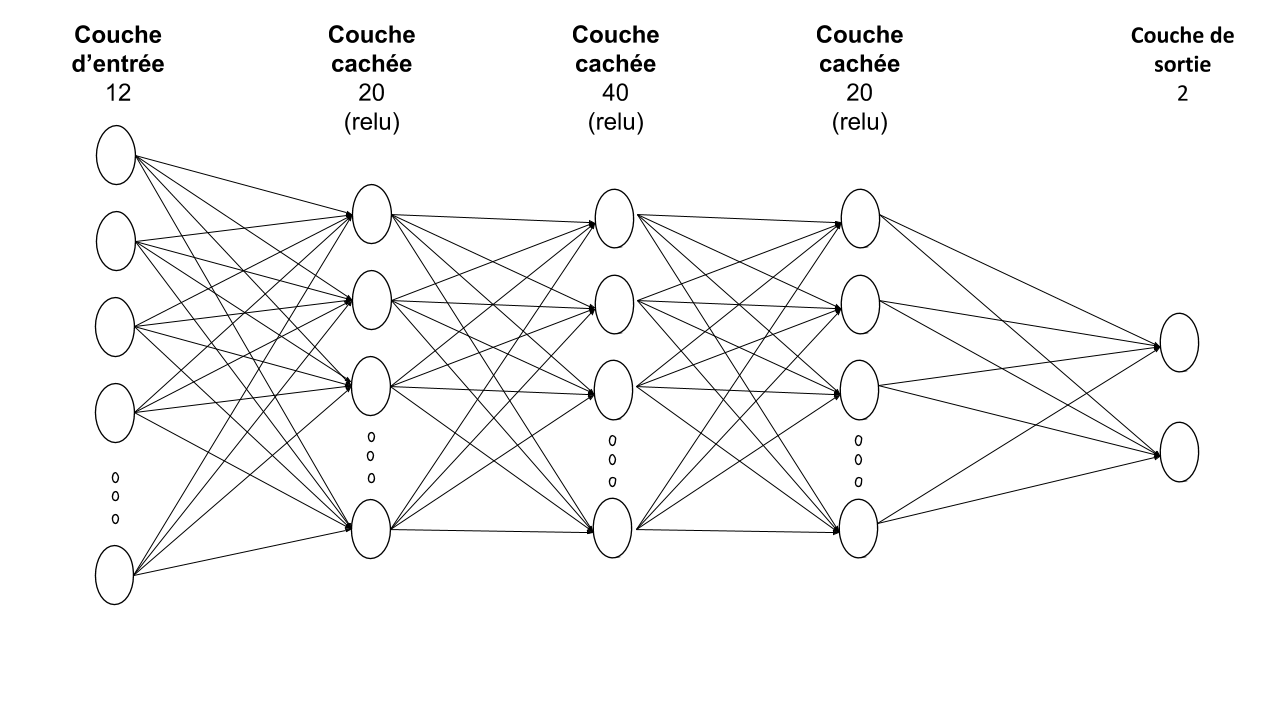 Couche
d’entrée
12
Couche
cachée
20
(relu)
Couche
cachée
40
(relu)
Couche
cachée
20
(relu)
Couche de
sortie
2